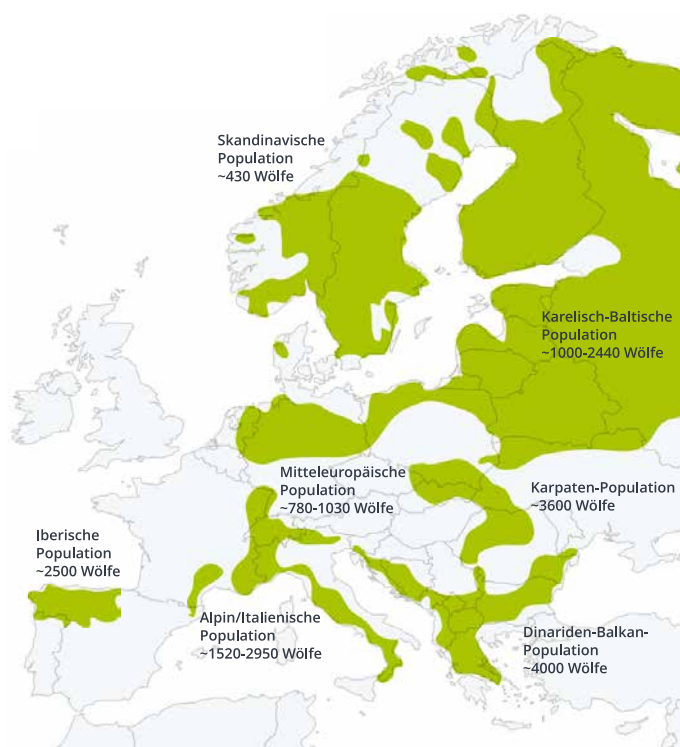 Skandinavische
Population
~430 Wölfe
Karelisch-Baltische
Population
~1000-2440 Wölfe
Mitteleuropäische
Population
~780-1030 Wölfe
Karpaten-Population
~3600 Wölfe
Iberische
Population
~2500 Wölfe
Alpin/Italienische
Population
~1520-2950 Wölfe
Dinariden-Balkan-
Population
~4000 Wölfe